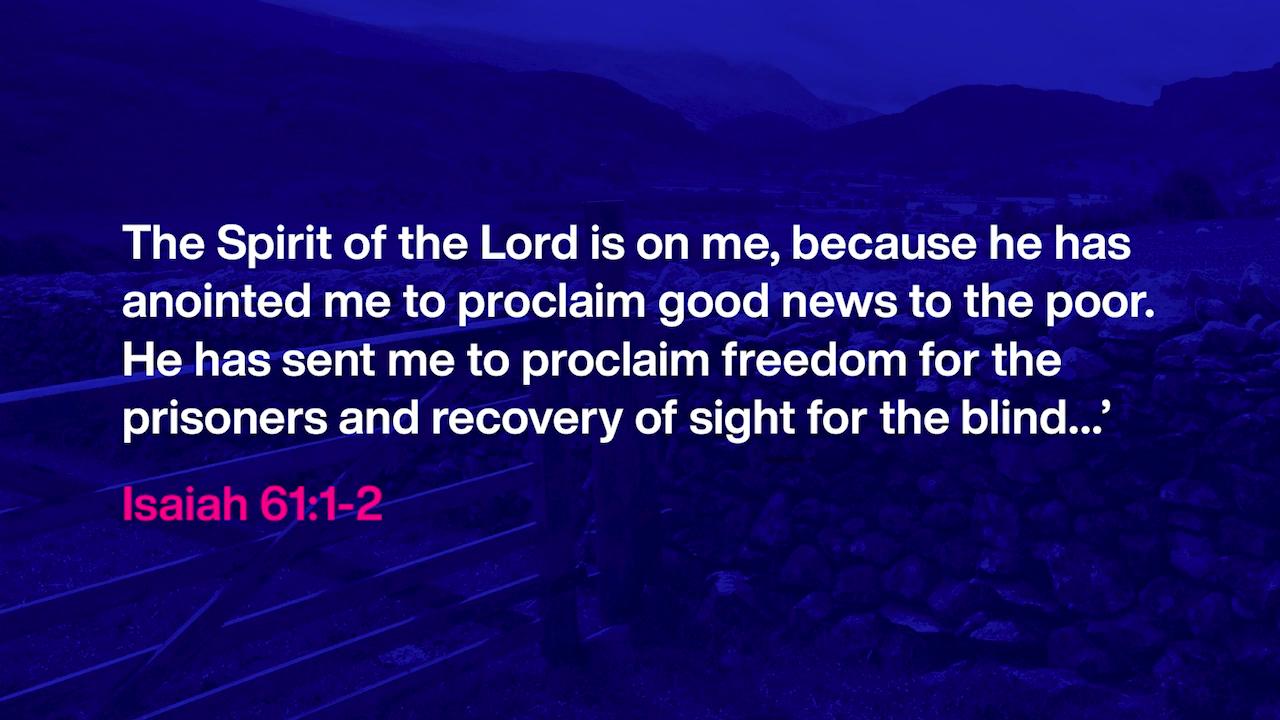 The Spirit of the Lord is on me, because he has
anointed me to proclaim good news to the poor.
He has sent me to proclaim freedom for the
prisoners and recovery of sight for the blind...’
Isaiah 61:1-2